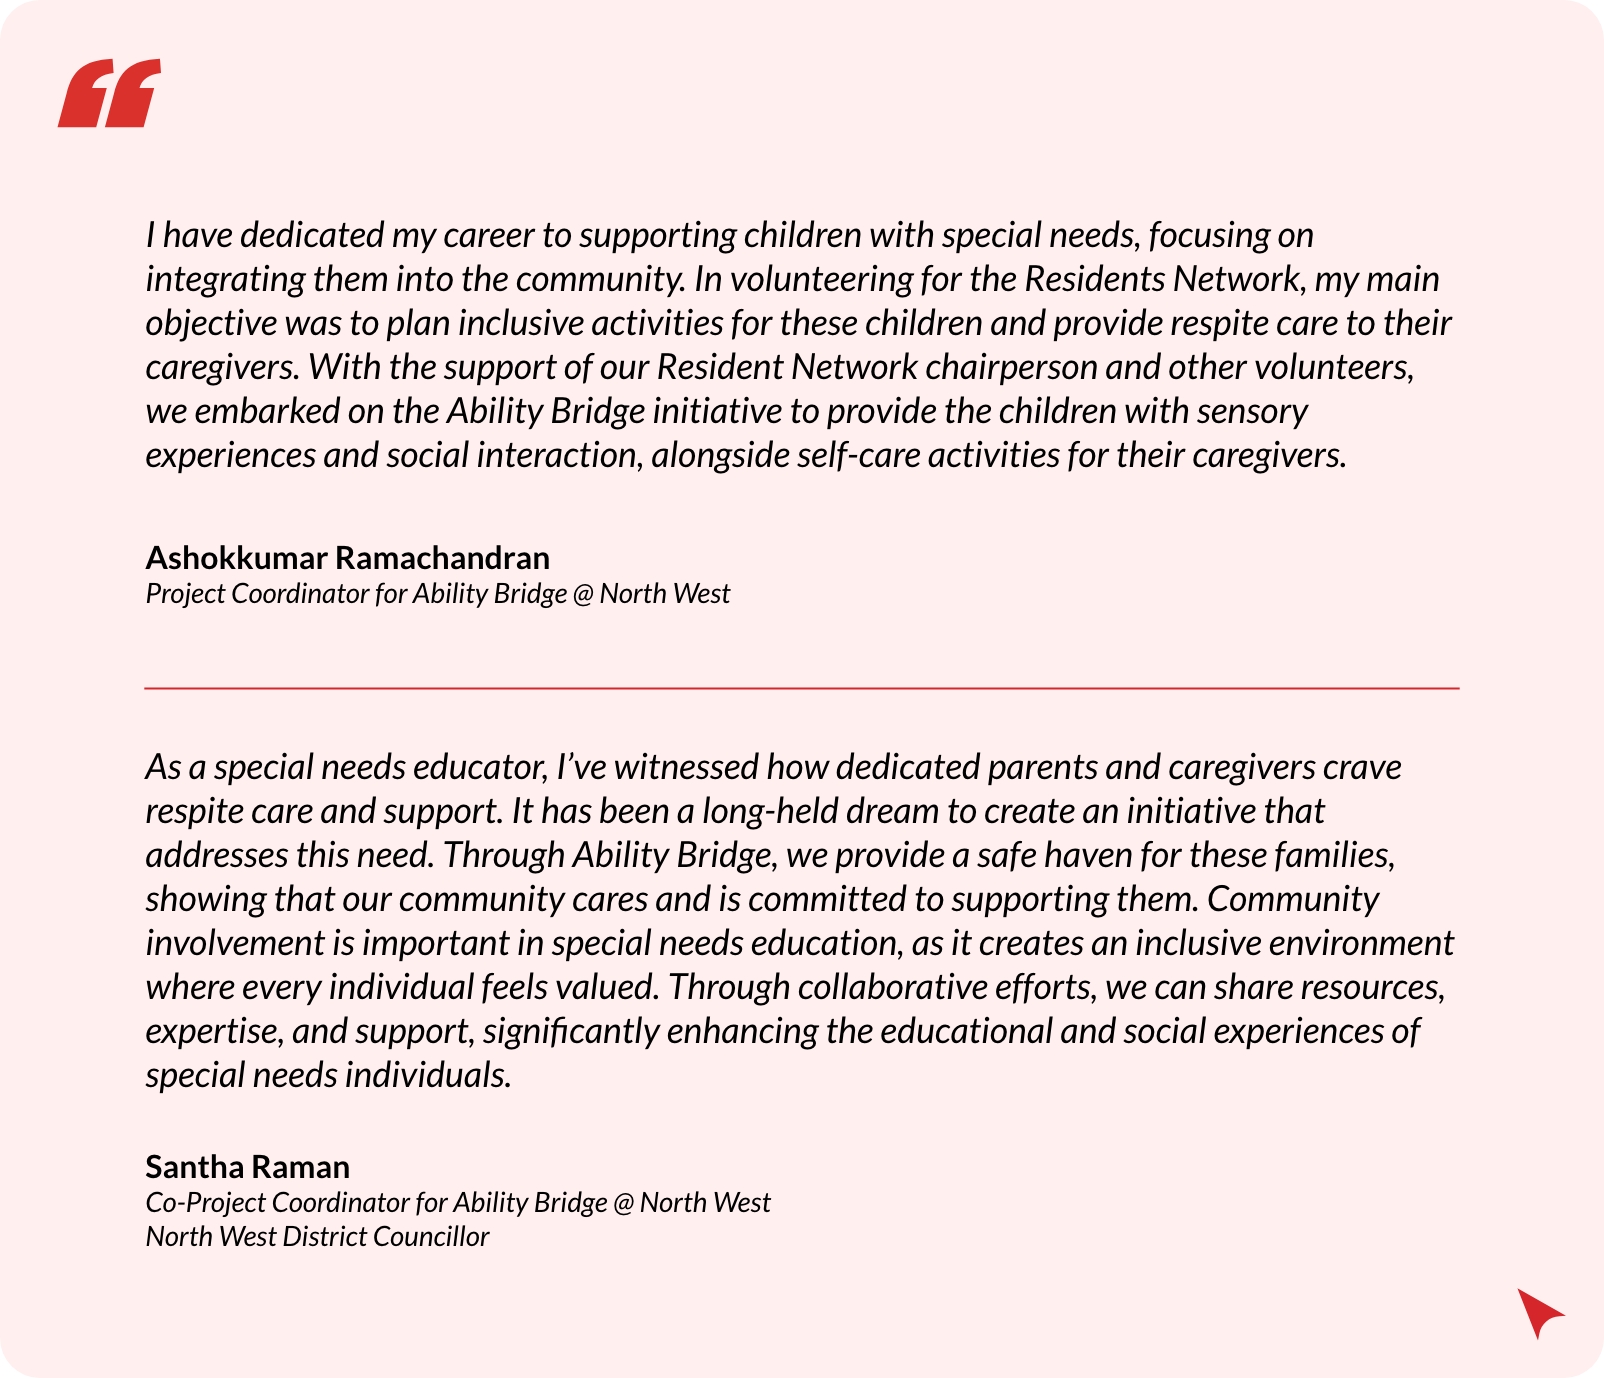 I have dedicated my career to supporting children with special needs, focusing on
integrating them into the community. In volunteering for the Residents Network, my main
objective was to plan inclusive activities for these children and provide respite care to their
caregivers. With the support of our Resident Network chairperson and other volunteers,
we embarked on the Ability Bridge initiative to provide the children with sensory
experiences and social interaction, alongside self-care activities for their caregivers.
Ashokkumar Ramachandran
Project Coordinator for Ability Bridge @ North West
As a special needs educator, I’ve witnessed how dedicated parents and caregivers crave
respite care and support. It has been a long-held dream to create an initiative that
addresses this need. Through Ability Bridge, we provide a safe haven for these families,
showing that our community cares and is committed to supporting them. Community
involvement is important in special needs education, as it creates an inclusive environment
where every individual feels valued. Through collaborative efforts, we can share resources,
expertise, and support, significantly enhancing the educational and social experiences of
special needs individuals.
Santha Raman
Co-Project Coordinator for Ability Bridge @ North West
North West District Councillor